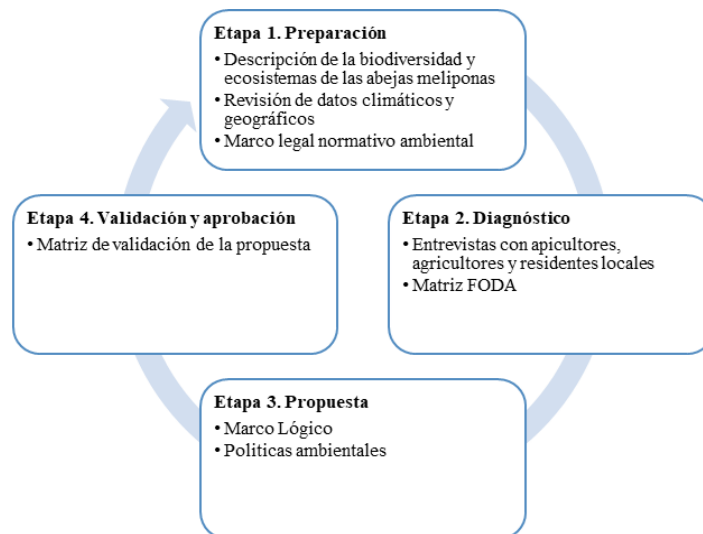 Etapa 1. Preparación
• Descripción de la biodiversidad y
ecosistemas de las abejas meliponas
• Revisión de datos climáticos y
geográficos
• Marco legal normativo ambiental
Etapa 2. Diagnóstico
• Entrevistas con apicultores,
agricultores y residentes locales
• Matriz FODA
Etapa 3. Propuesta
• Marco Lógico
• Politicas ambientales
Etapa 4. Validación y aprobación
• Matriz de validación de la propuesta